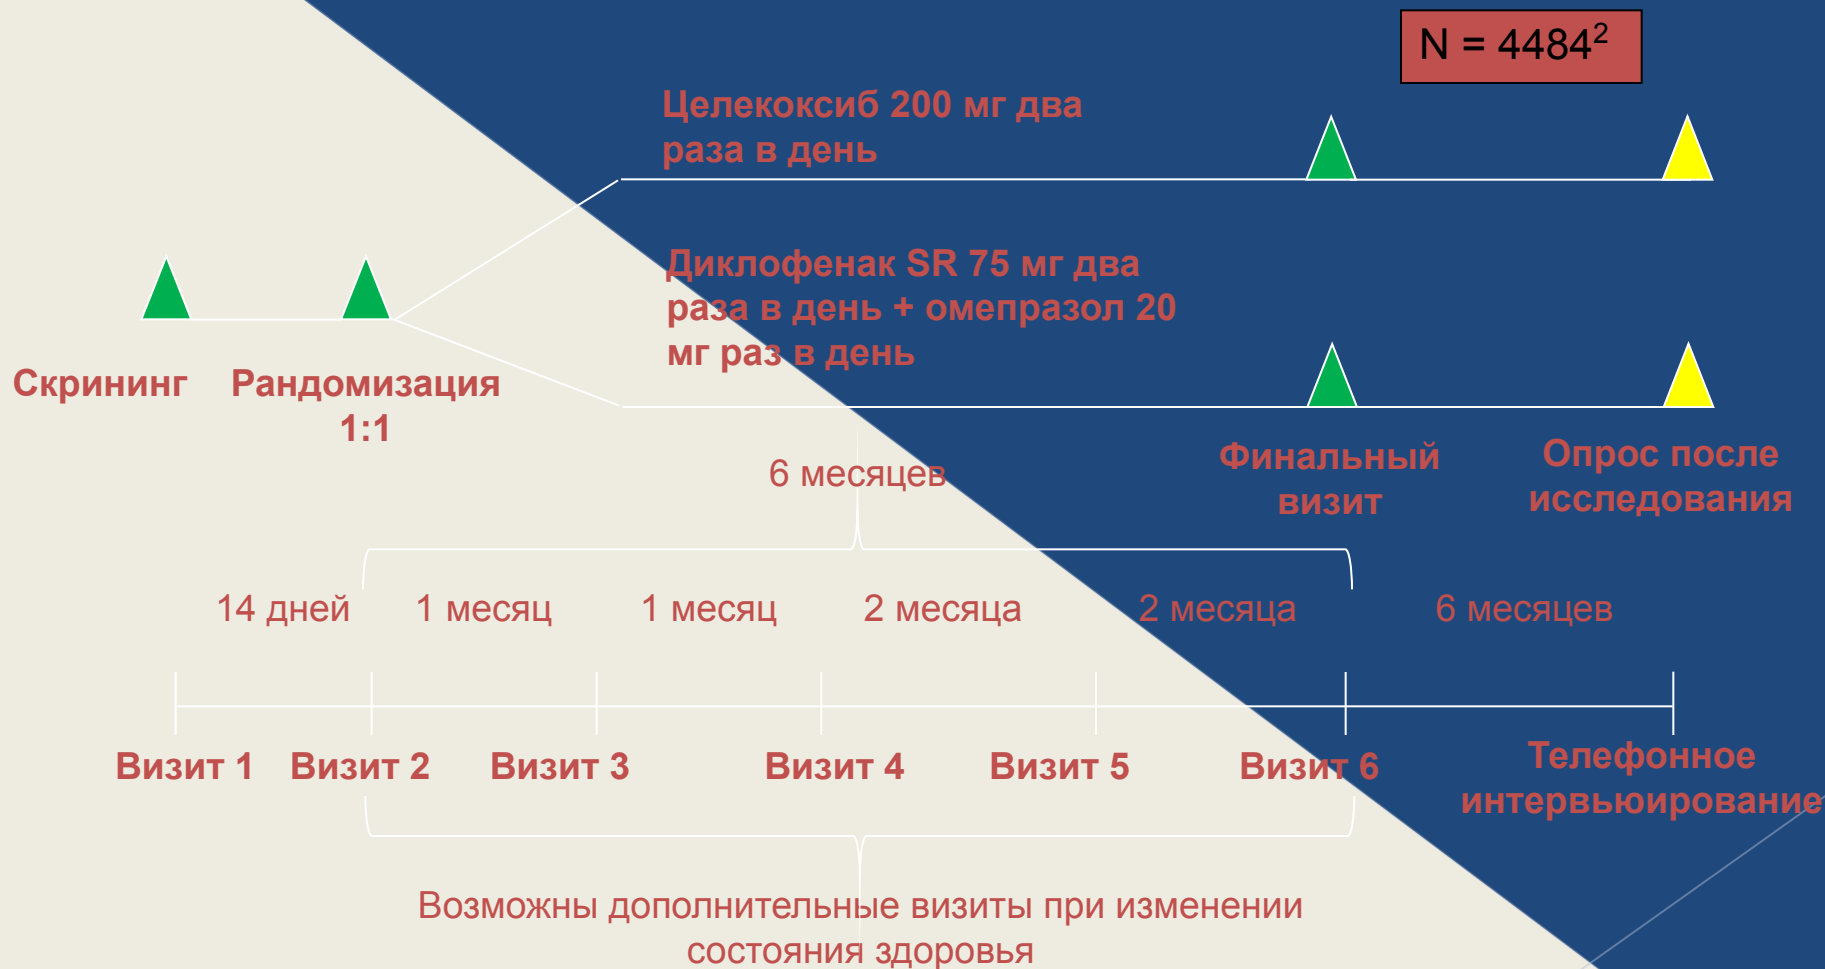 N = 4484²
Целекоксиб 200 мг два
раза в день
Диклофенак SR 75 мг два
раза в день + омепразол 20
мг раз в день
Скрининг
Рандомизация
1:1
Финальный
визит
Опрос после
исследования
6 месяцев
14 дней
1 месяц
1 месяц
2 месяца
2 месяца
6 месяцев
Визит 1
Визит 2
Визит 3
Визит 4
Визит 5
Визит 6
Телефонное
интервьюирование
Возможны дополнительные визиты при изменении
состояния здоровья